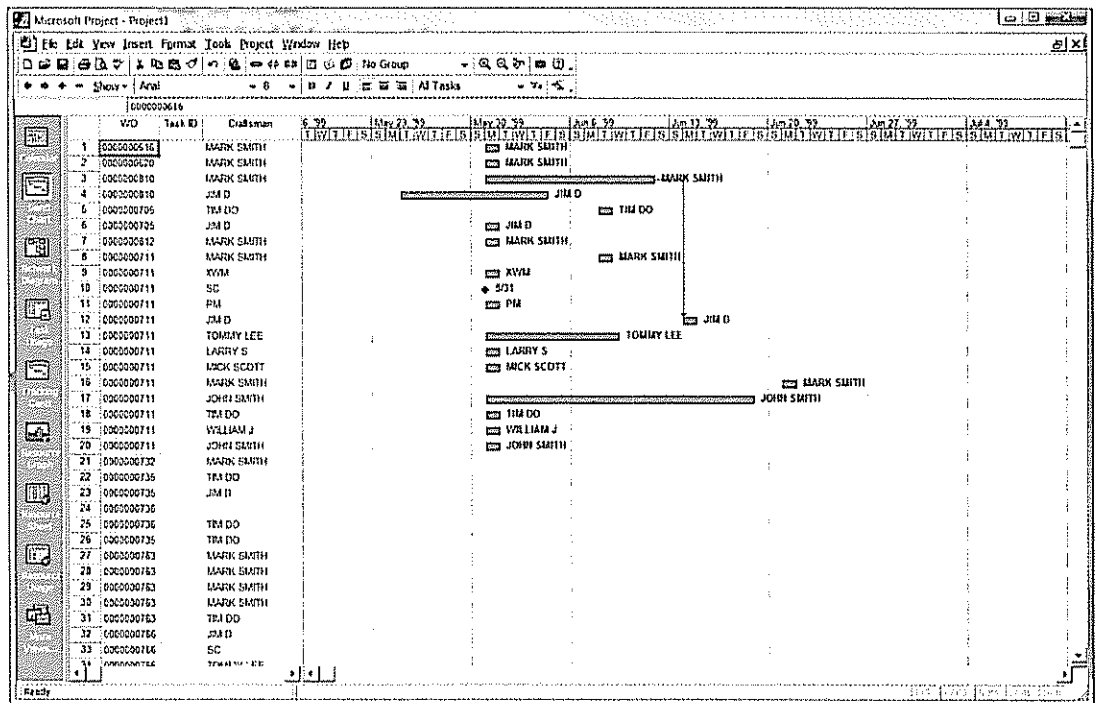 Microsoft Project - Project1
File Edit View Insert Format Tools Project Window Help
No Group
Show Arial 8 All Tasks
0000000616
WO Task ID Craftsman 6, '99 May 23, '99 May 30, '99 Jun 6, '99 Jun 13, '99 Jun 20, '99 Jun 27, '99 Jul 4, '99
T W T F S S M T W T F S S M T W T F S S M T W T F S S M T W T F S S M T W T F S S M T W T F S S M T W T F S
1 0000000616 MARK SMITH MARK SMITH
2 0000000620 MARK SMITH MARK SMITH
3 0000000810 MARK SMITH MARK SMITH
4 0000000810 JIM D JIM D
5 0000000705 TIM DO TIM DO
6 0000000705 JIM D JIM D
7 0000000812 MARK SMITH MARK SMITH
8 0000000711 MARK SMITH MARK SMITH
9 0000000711 XWM XWM
10 0000000711 SC 5/31
11 0000000711 PM PM
12 0000000711 JIM D JIM D
13 0000000711 TOMMY LEE TOMMY LEE
14 0000000711 LARRY S LARRY S
15 0000000711 MICK SCOTT MICK SCOTT
16 0000000711 MARK SMITH MARK SMITH
17 0000000711 JOHN SMITH JOHN SMITH
18 0000000711 TIM DO TIM DO
19 0000000711 WILLIAM J WILLIAM J
20 0000000711 JOHN SMITH JOHN SMITH
21 0000000732 MARK SMITH
22 0000000735 TIM DO
23 0000000735 JIM D
24 0000000736
25 0000000736 TIM DO
26 0000000735 TIM DO
27 0000000763 MARK SMITH
28 0000000763 MARK SMITH
29 0000000763 MARK SMITH
30 0000000763 MARK SMITH
31 0000000763 TIM DO
32 0000000766 JIM D
33 0000000766 SC
Ready